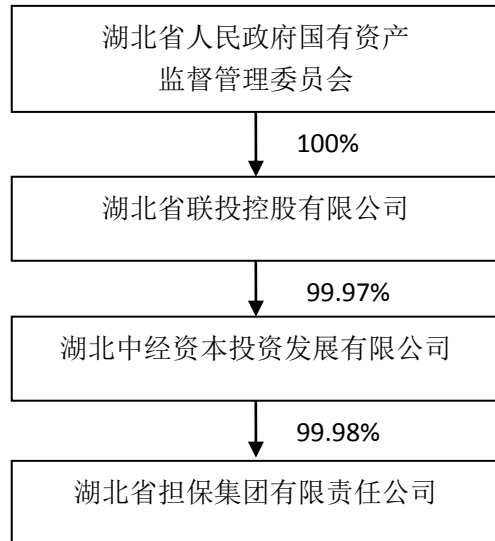 湖北省人民政府国有资产
监督管理委员会
100%
湖北省联投控股有限公司
99.97%
湖北中经资本投资发展有限公司
99.98%
湖北省担保集团有限责任公司